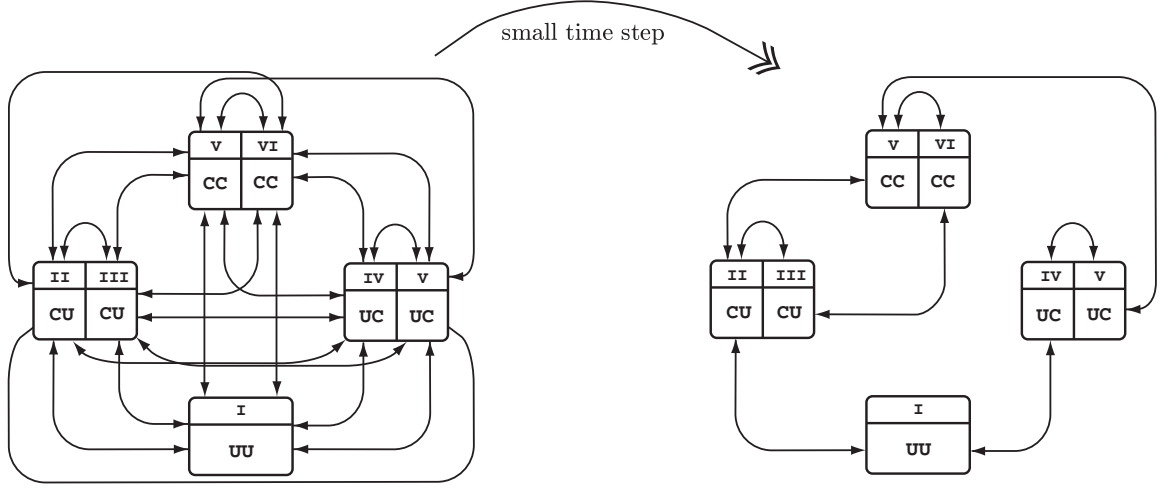 small time step
V VI
CC CC
II III
CU CU
IV V
UC UC
I
UU
V VI
CC CC
II III
CU CU
IV V
UC UC
I
UU